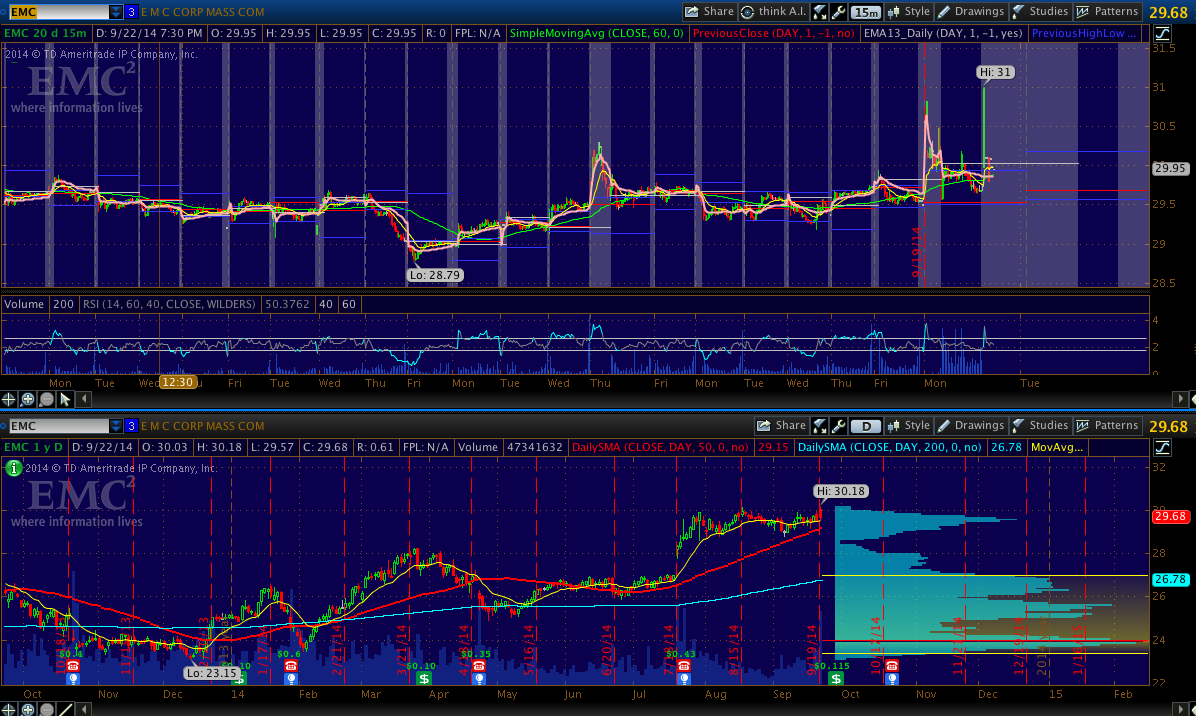 EMC 3 E M C CORP MASS COM Share think A.I. 15m Style Drawings Studies Patterns 29.68
EMC 20 d 15m D: 9/22/14 7:30 PM O: 29.95 H: 29.95 L: 29.95 C: 29.95 R: 0 FPL: N/A SimpleMovingAvg (CLOSE, 60, 0) PreviousClose (DAY, 1, -1, no) EMA13_Daily (DAY, 1, -1, yes) PreviousHighLow ...
2014 © TD Ameritrade IP Company, Inc.
EMC²
where information lives
31.5
Hi: 31
31
30.5
29.95
29.5
9/19/14
29
Lo: 28.79
28.5
Volume 200 RSI (14, 60, 40, CLOSE, WILDERS) 50.3762 40 60
4
2
0
Mon Tue Wed 12:30 Fri Tue Wed Thu Fri Mon Tue Wed Thu Fri Mon Tue Wed Thu Fri Mon Tue
EMC 3 E M C CORP MASS COM Share D Style Drawings Studies Patterns 29.68
EMC 1 y D D: 9/22/14 O: 30.03 H: 30.18 L: 29.57 C: 29.68 R: 0.61 FPL: N/A Volume 47341632 DailySMA (CLOSE, DAY, 50, 0, no) 29.15 DailySMA (CLOSE, DAY, 200, 0, no) 26.78 MovAvg...
2014 © TD Ameritrade IP Company, Inc.
EMC²
where information lives
32
Hi: 30.18
29.68
28
26.78
26
24
22
2/21/14 3/21/14 6/20/14 8/15/14 9/19/14 10/17/14
$0.4 $0.6 $0.10 $0.35 $0.43 $0.115
Lo: 23.15
Oct Nov Dec 14 Feb Mar Apr May Jun Jul Aug Sep Oct Nov Dec 15 Feb